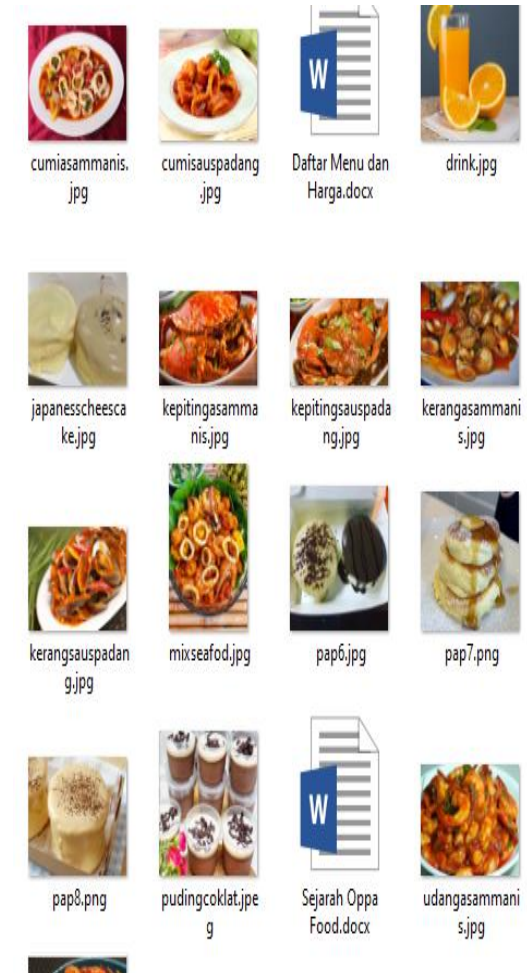 cumiasammanis.
jpg
cumisauspadang
.jpg
W
Daftar Menu dan
Harga.docx
drink.jpg
japanesscheesca
ke.jpg
kepitingasamma
nis.jpg
kepitingsauspada
ng.jpg
kerangasammani
s.jpg
kerangsauspadan
g.jpg
mixseafod.jpg
pap6.jpg
pap7.png
pap8.png
pudingcoklat.jpe
g
W
Sejarah Oppa
Food.docx
udangasammani
s.jpg